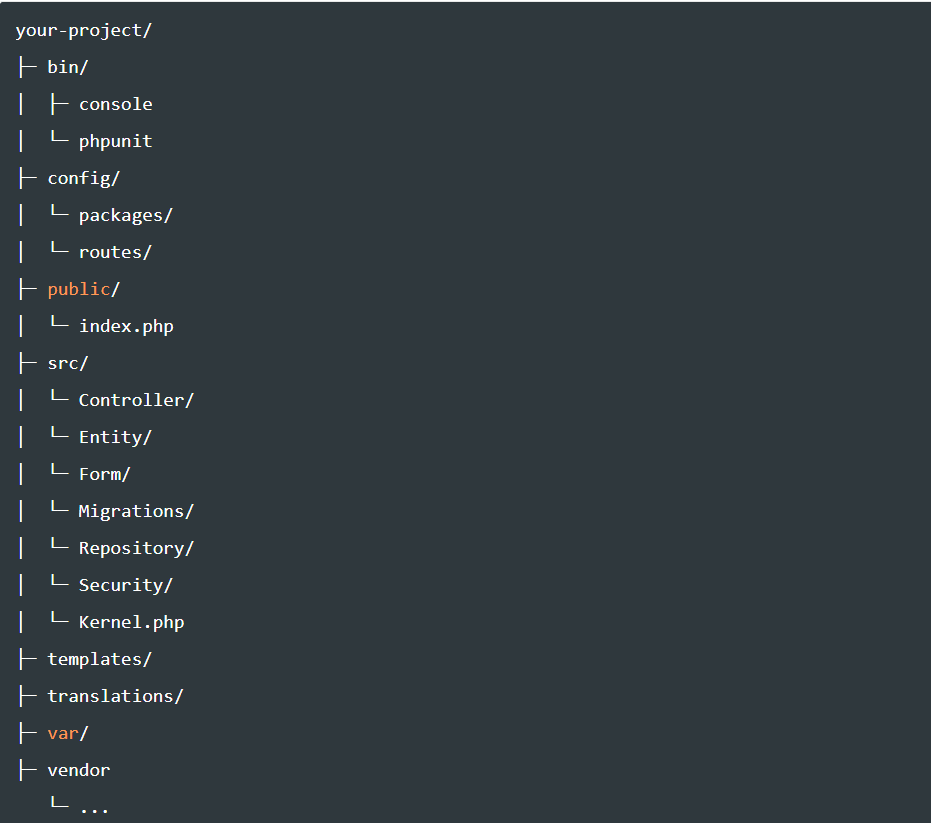 your-project/
├─ bin/
│  ├─ console
│  └─ phpunit
├─ config/
│  └─ packages/
│  └─ routes/
├─ public/
│  └─ index.php
├─ src/
│  └─ Controller/
│  └─ Entity/
│  └─ Form/
│  └─ Migrations/
│  └─ Repository/
│  └─ Security/
│  └─ Kernel.php
├─ templates/
├─ translations/
├─ var/
├─ vendor
   └─ ...